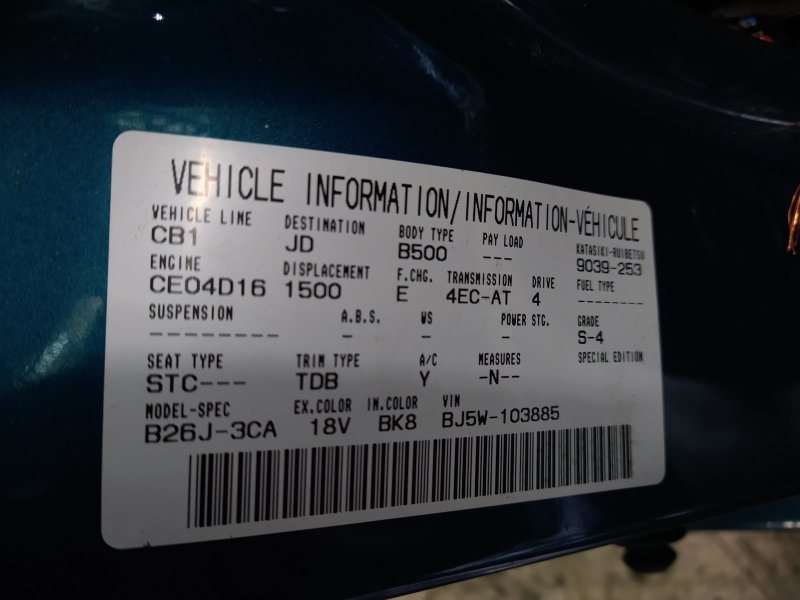 VEHICLE INFORMATION/INFORMATION-VÉHICULE
VEHICLE LINE DESTINATION BODY TYPE PAY LOAD KATASIKI-RUIBETSU
CB1 JD B500 --- 9039-253
ENGINE DISPLACEMENT F.CHG. TRANSMISSION DRIVE FUEL TYPE
CE04D16 1500 E 4EC-AT 4 -------
SUSPENSION A.B.S. WS POWER STG. GRADE
------- - - - S-4
SEAT TYPE TRIM TYPE A/C MEASURES SPECIAL EDITION
STC--- TDB Y -N--
MODEL-SPEC EX.COLOR IN.COLOR VIN
B26J-3CA 18V BK8 BJ5W-103885